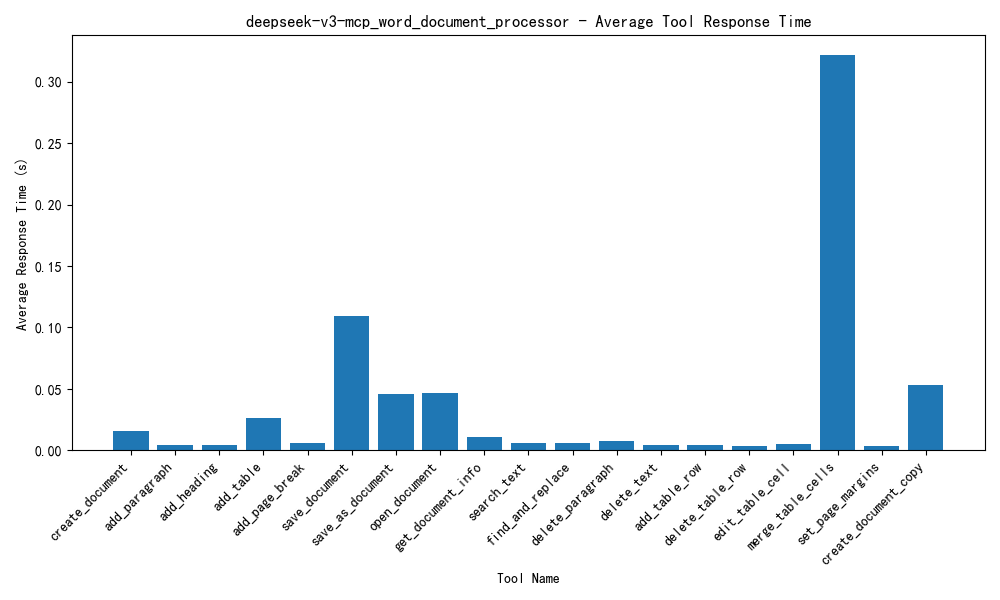 deepseek-v3-mcp_word_document_processor - Average Tool Response Time
Average Response Time (s)
0.30
0.25
0.20
0.15
0.10
0.05
0.00
create_document
add_paragraph
add_heading
add_table
add_page_break
save_document
save_as_document
open_document
get_document_info
search_text
find_and_replace
delete_paragraph
delete_text
add_table_row
delete_table_row
edit_table_cell
merge_table_cells
set_page_margins
create_document_copy
Tool Name